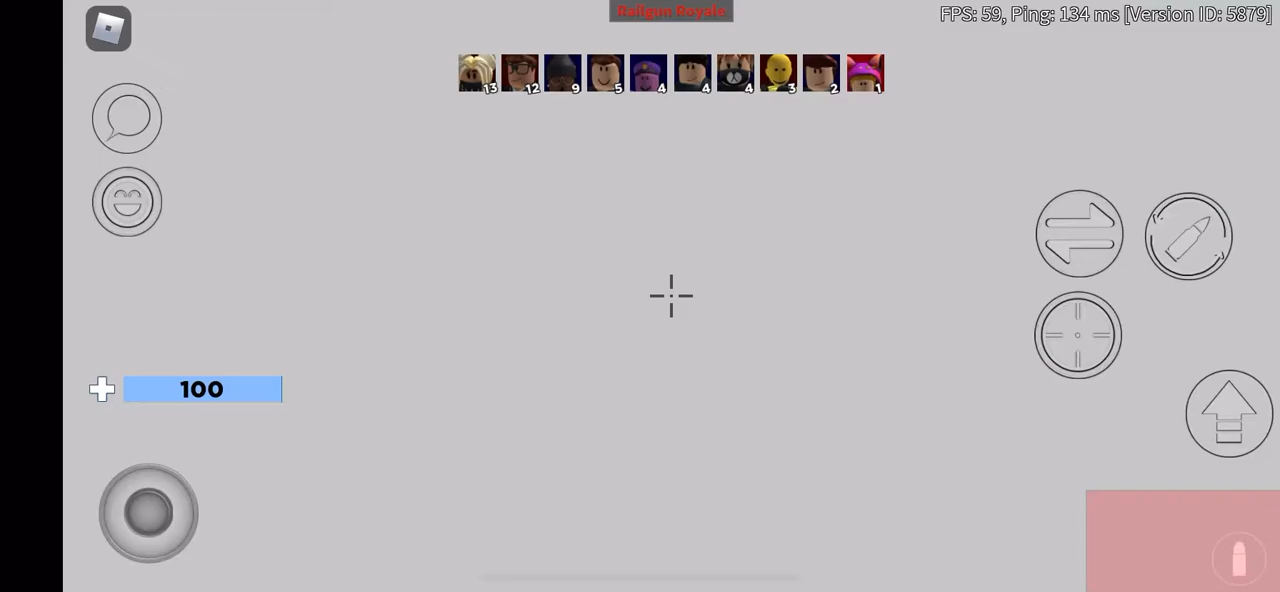 Railgun Royale
FPS: 59, Ping: 134 ms [Version ID: 5879]
13 12 9 5 4 4 4 3 2 1
100